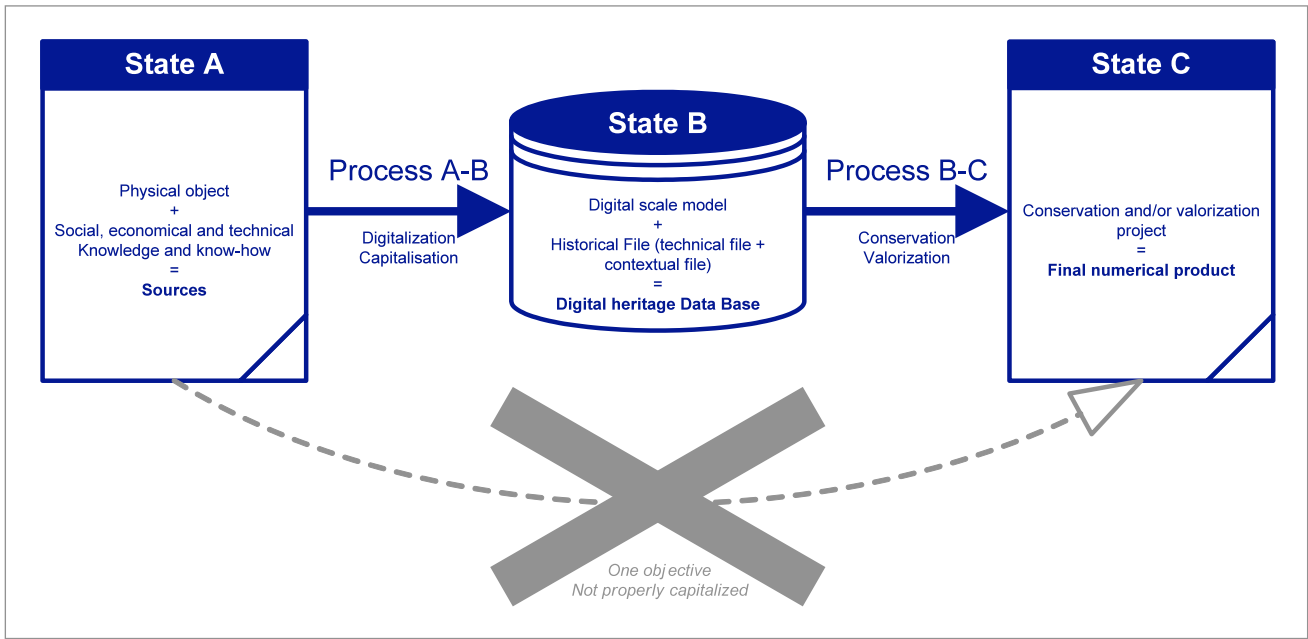 State A
Physical object
+
Social, economical and technical
Knowledge and know-how
=
Sources
Process A-B
Digitalization
Capitalisation
State B
Digital scale model
+
Historical File (technical file +
contextual file)
=
Digital heritage Data Base
Process B-C
Conservation
Valorization
State C
Conservation and/or valorization
project
=
Final numerical product
One objective
Not properly capitalized